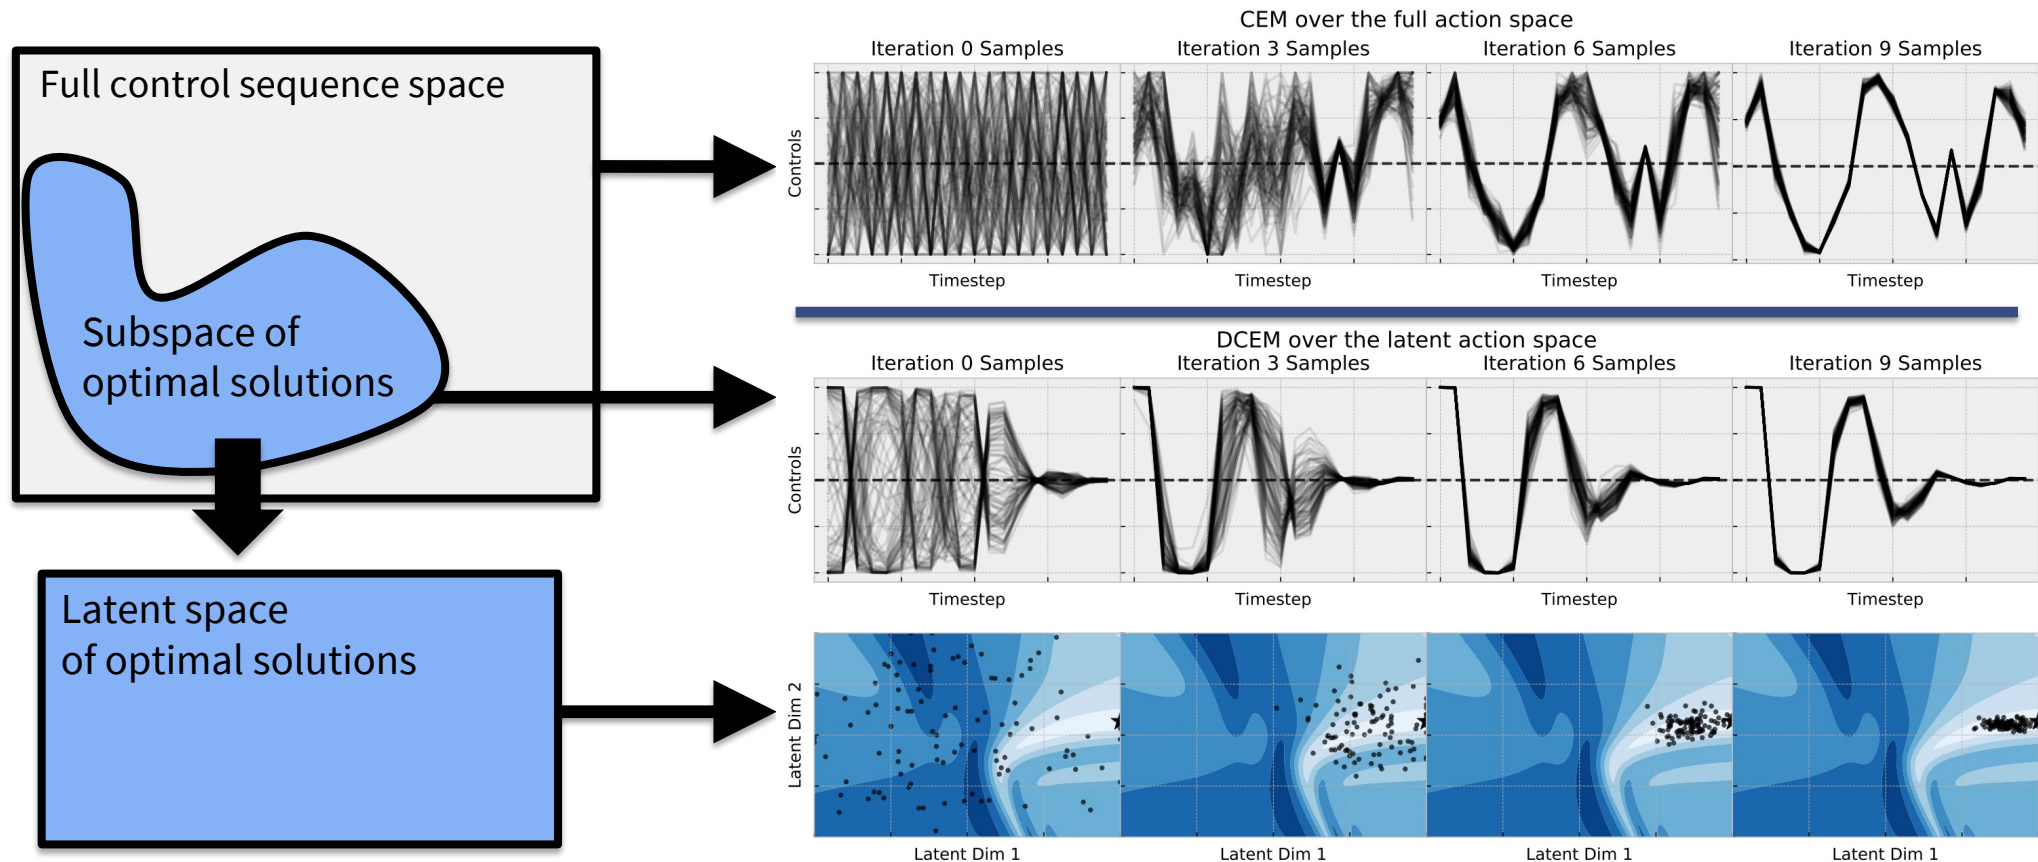 Full control sequence space
Subspace of
optimal solutions
Latent space
of optimal solutions
CEM over the full action space
Iteration 0 Samples
Iteration 3 Samples
Iteration 6 Samples
Iteration 9 Samples
Controls
Timestep
Timestep
Timestep
Timestep
DCEM over the latent action space
Iteration 0 Samples
Iteration 3 Samples
Iteration 6 Samples
Iteration 9 Samples
Controls
Timestep
Timestep
Timestep
Timestep
Latent Dim 2
Latent Dim 1
Latent Dim 1
Latent Dim 1
Latent Dim 1